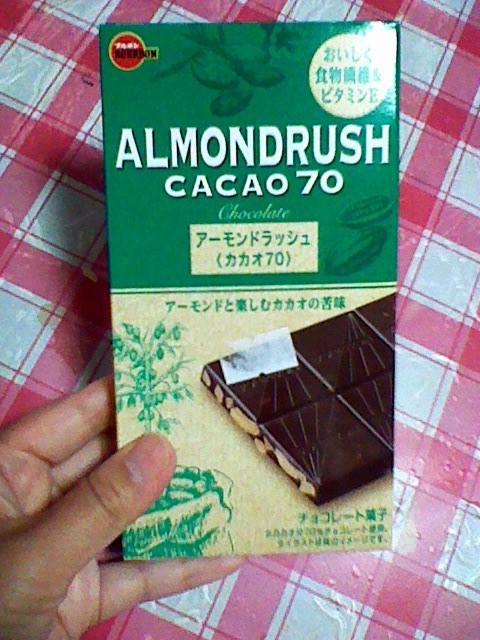 ブルボン
BOURBON
おいしく
食物繊維&
ビタミンE
ALMONDRUSH
CACAO 70
Chocolate
アーモンドラッシュ
〈カカオ70〉
アーモンドと楽しむカカオの苦味
チョコレート菓子